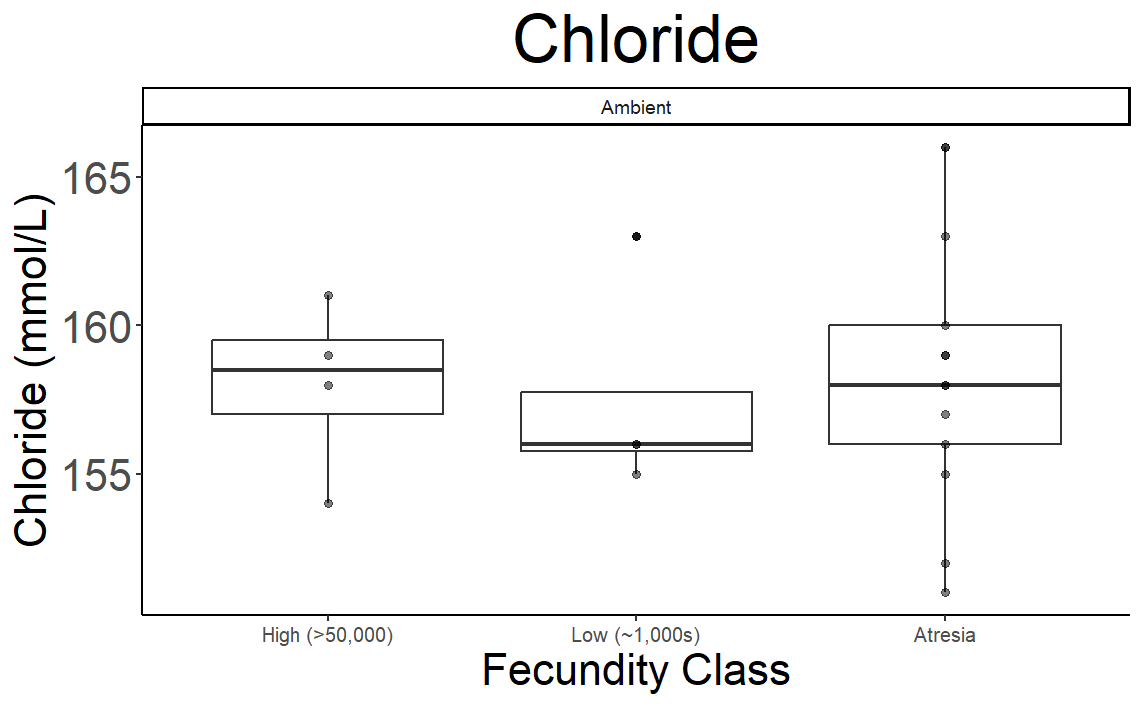 Chloride
Ambient
Chloride (mmol/L)
165
160
155
High (>50,000)
Low (~1,000s)
Atresia
Fecundity Class